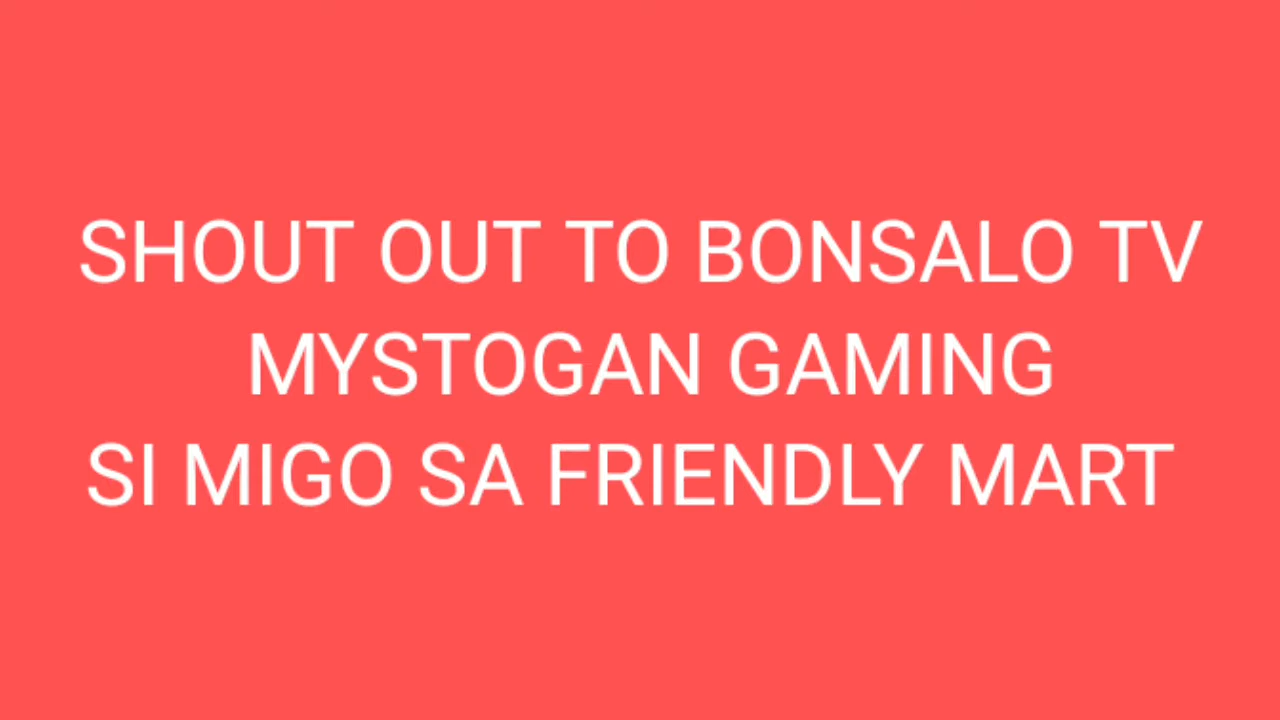 SHOUT OUT TO BONSALO TV
MYSTOGAN GAMING
SI MIGO SA FRIENDLY MART